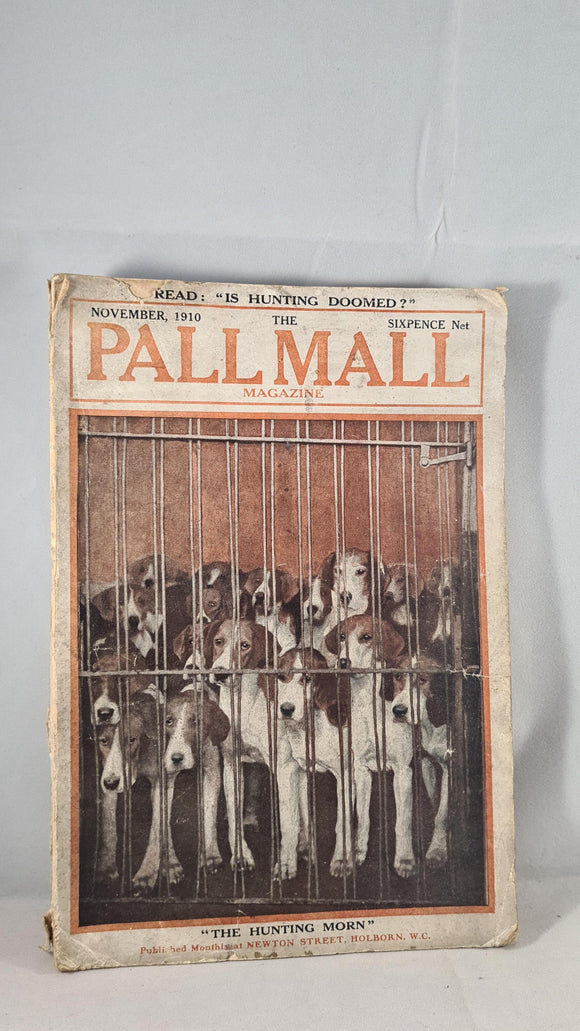 READ: "IS HUNTING DOOMED?"
NOVEMBER, 1910 THE SIXPENCE Net
PALL MALL
MAGAZINE
"THE HUNTING MORN"
Published Monthly at NEWTON STREET, HOLBORN, W.C.